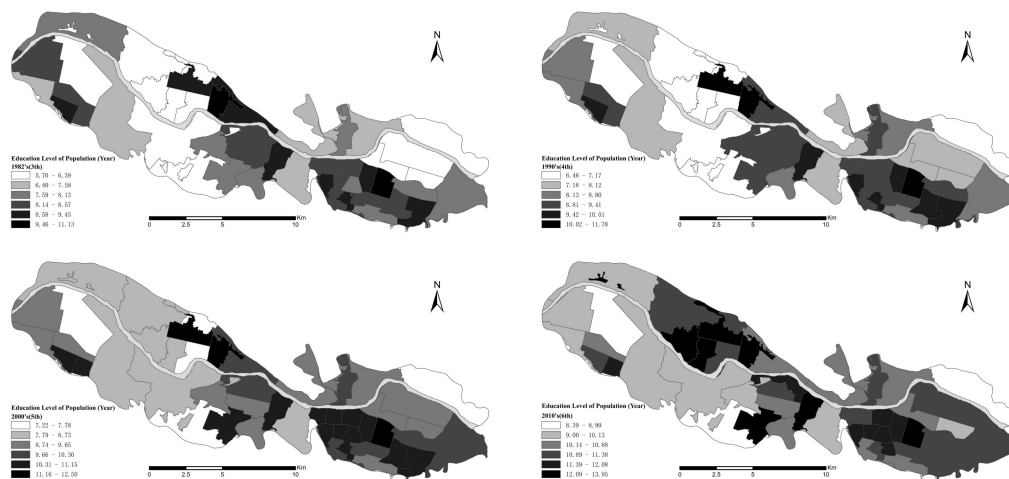 N
Education Level of Population (Year)
1982's(3th)
5.70 - 6.39
6.40 - 7.58
7.59 - 8.13
8.14 - 8.57
8.58 - 9.45
9.46 - 11.13
Km
0 2.5 5 10
N
Education Level of Population (Year)
1990's(4th)
6.46 - 7.17
7.18 - 8.12
8.13 - 8.80
8.81 - 9.41
9.42 - 10.01
10.02 - 11.78
Km
0 2.5 5 10
N
Education Level of Population (Year)
2000's(5th)
7.22 - 7.78
7.79 - 8.73
8.74 - 9.65
9.66 - 10.30
10.31 - 11.15
11.16 - 12.50
Km
0 2.5 5 10
N
Education Level of Population (Year)
2010's(6th)
8.39 - 8.99
9.00 - 10.13
10.14 - 10.88
10.89 - 11.38
11.39 - 12.08
12.09 - 13.95
Km
0 2.5 5 10